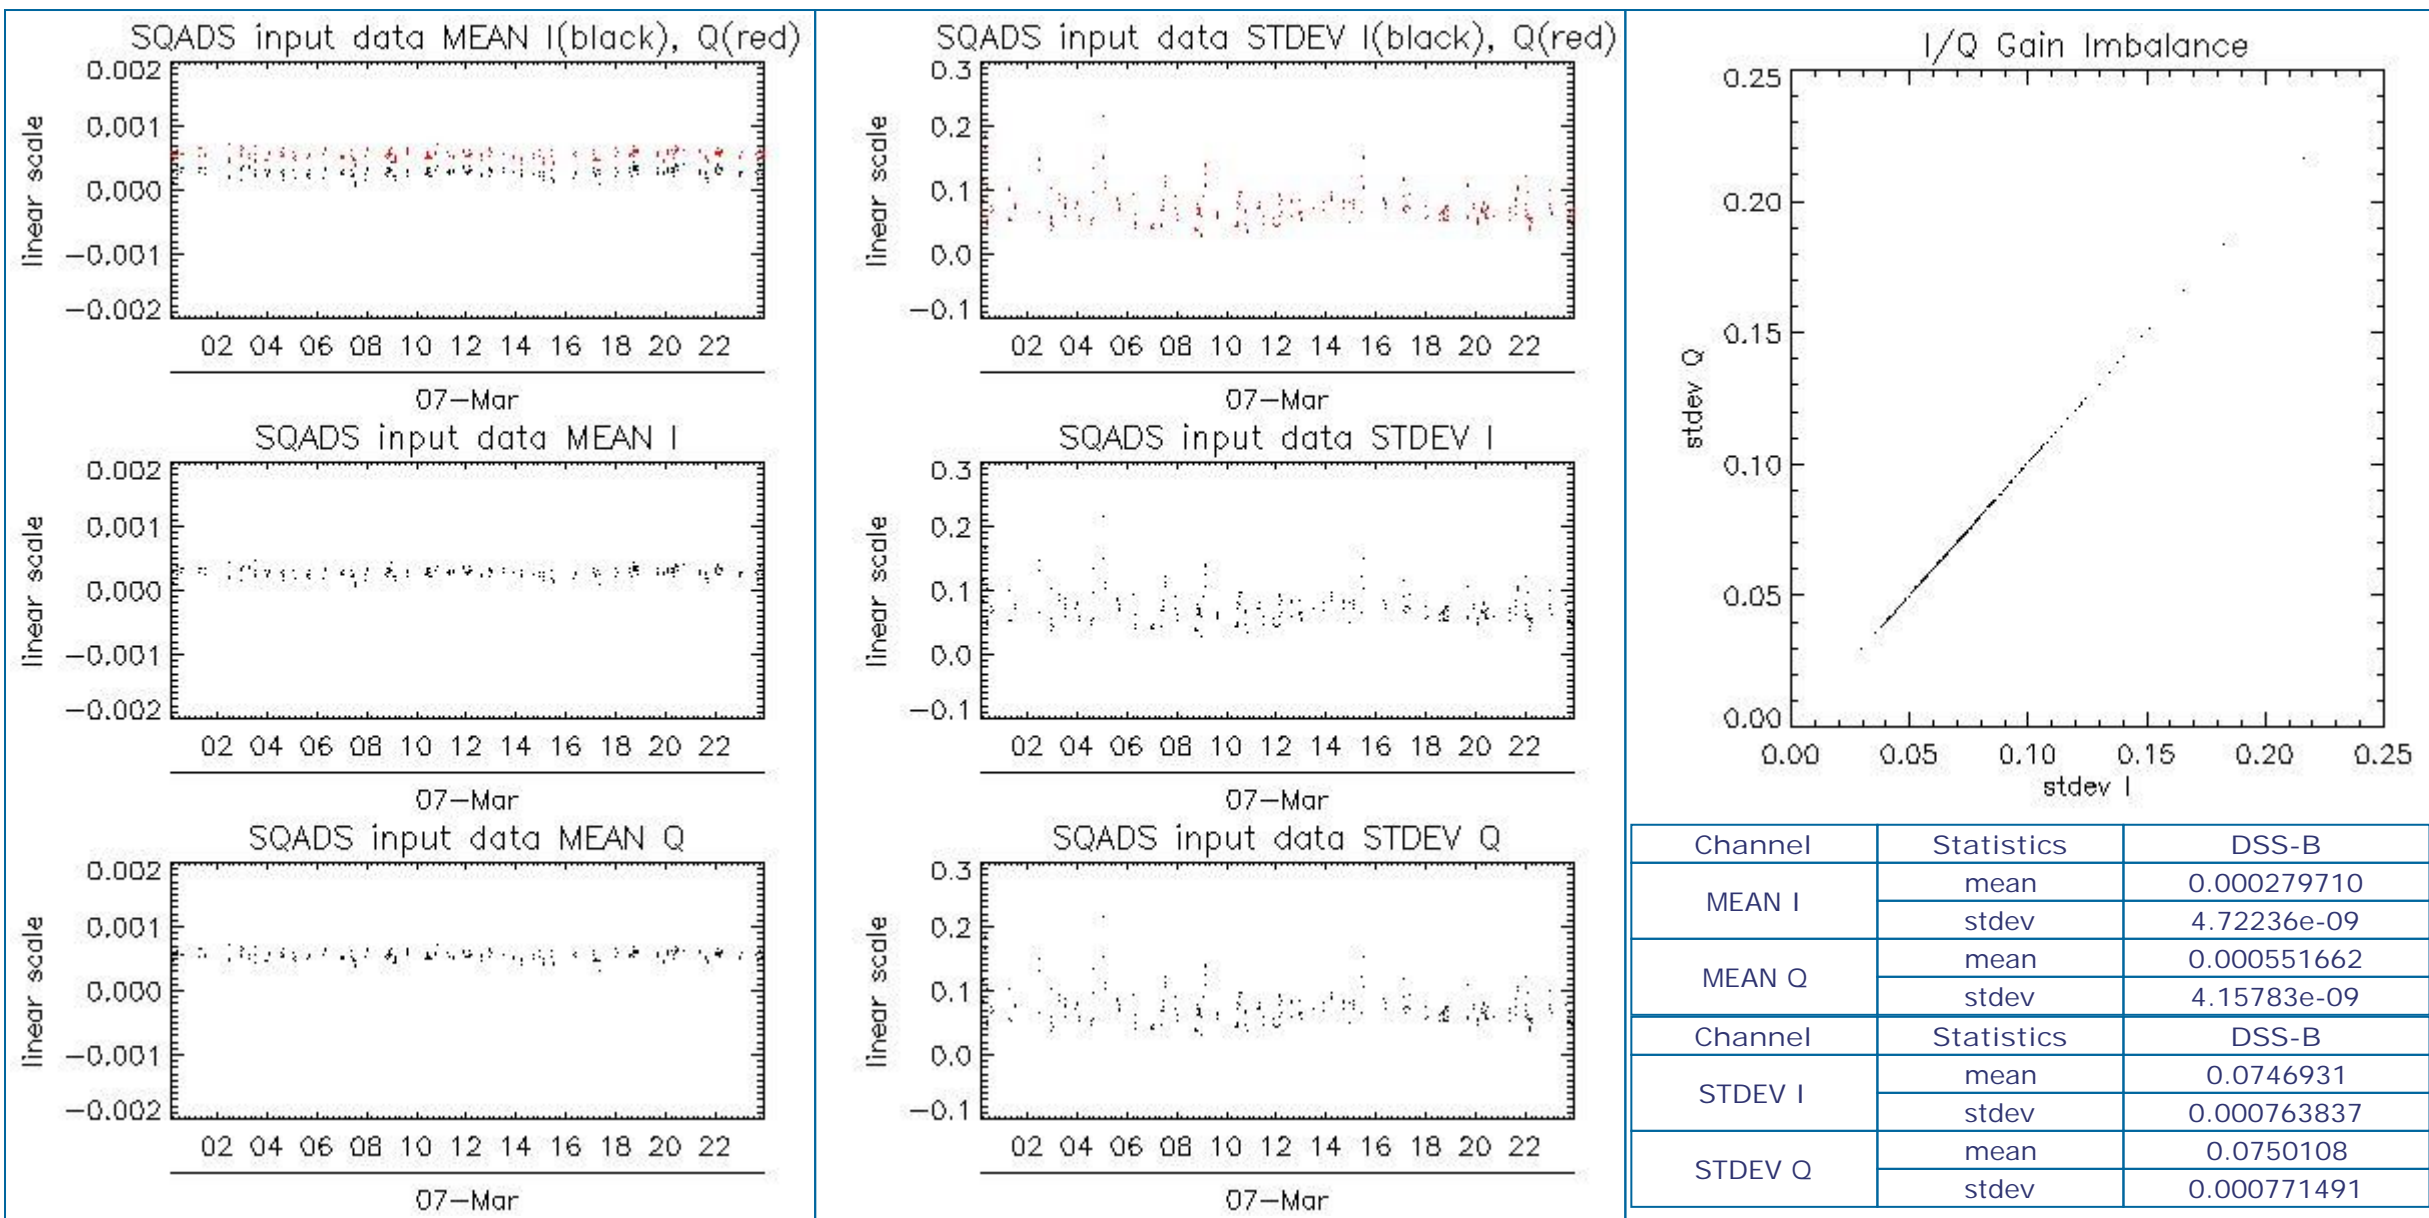 SQADS input data MEAN I(black), Q(red)
0.002
0.001
0.000
-0.001
-0.002
linear scale
02 04 06 08 10 12 14 16 18 20 22
07-Mar
SQADS input data MEAN I
0.002
0.001
0.000
-0.001
-0.002
linear scale
02 04 06 08 10 12 14 16 18 20 22
07-Mar
SQADS input data MEAN Q
0.002
0.001
0.000
-0.001
-0.002
linear scale
02 04 06 08 10 12 14 16 18 20 22
07-Mar
SQADS input data STDEV I(black), Q(red)
0.3
0.2
0.1
0.0
-0.1
linear scale
02 04 06 08 10 12 14 16 18 20 22
07-Mar
SQADS input data STDEV I
0.3
0.2
0.1
0.0
-0.1
linear scale
02 04 06 08 10 12 14 16 18 20 22
07-Mar
SQADS input data STDEV Q
0.3
0.2
0.1
0.0
-0.1
linear scale
02 04 06 08 10 12 14 16 18 20 22
07-Mar
I/Q Gain Imbalance
0.25
0.20
0.15
0.10
0.05
0.00
stdev Q
0.00 0.05 0.10 0.15 0.20 0.25
stdev I
Channel Statistics DSS-B
MEAN I mean 0.000279710
stdev 4.72236e-09
MEAN Q mean 0.000551662
stdev 4.15783e-09
Channel Statistics DSS-B
STDEV I mean 0.0746931
stdev 0.000763837
STDEV Q mean 0.0750108
stdev 0.000771491